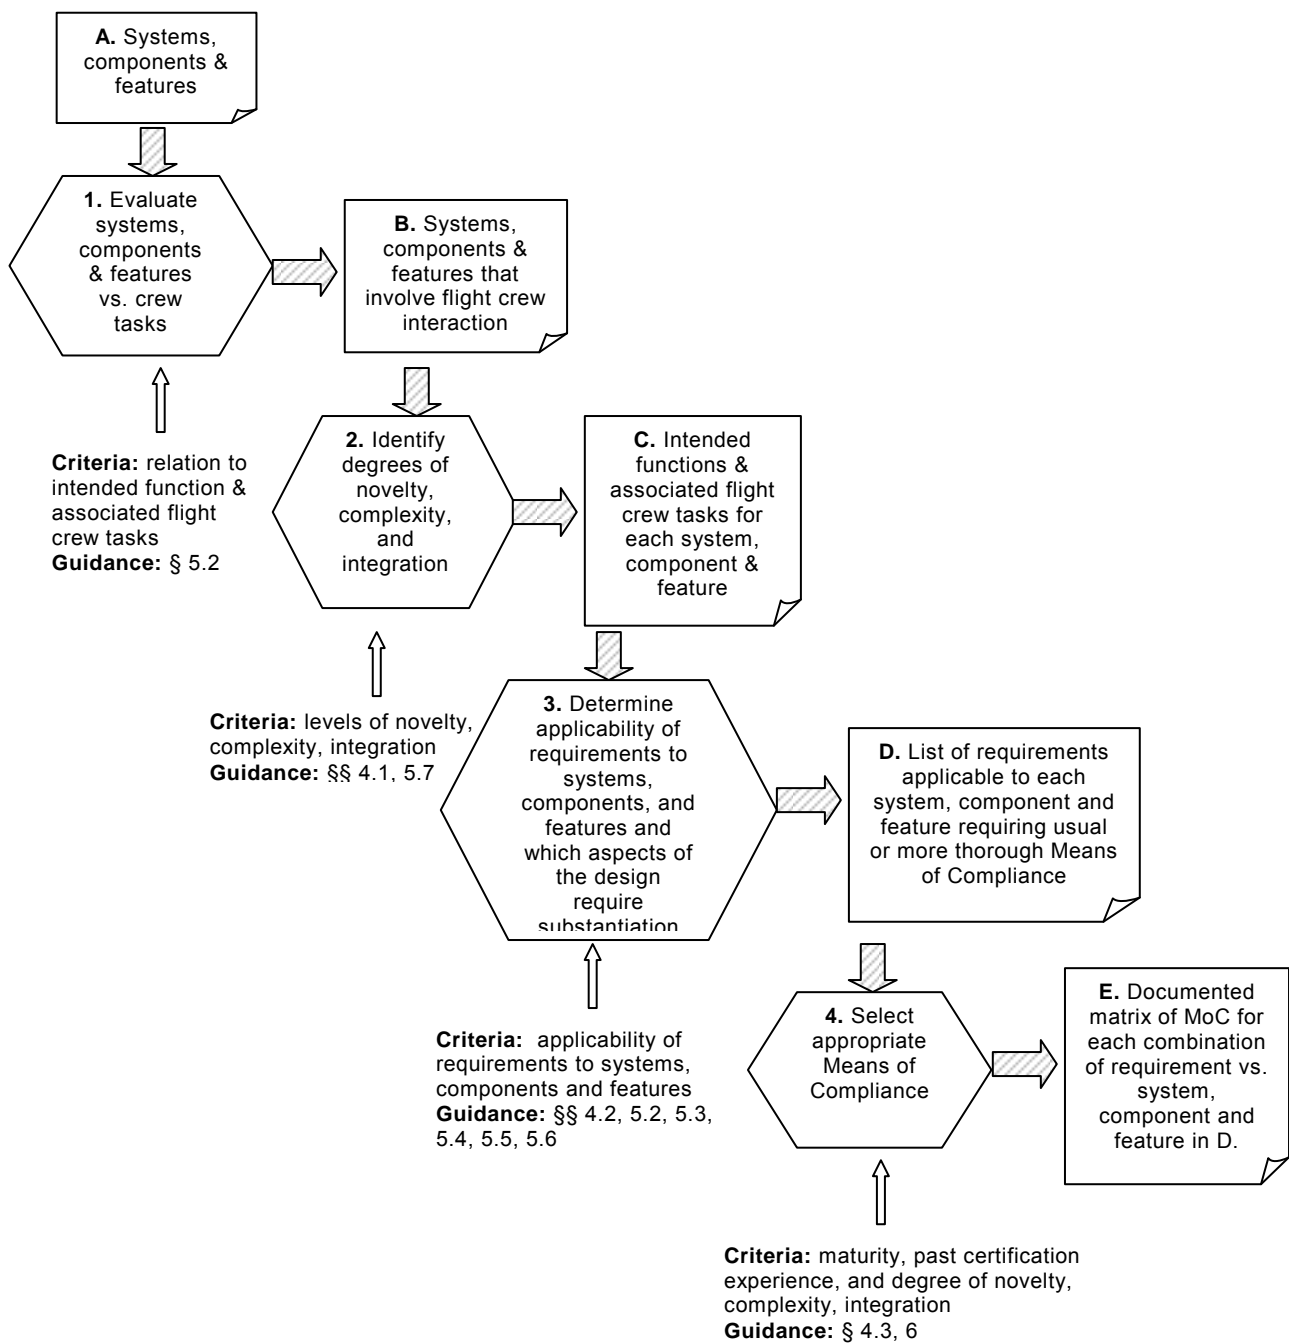 A. Systems,
components &
features
1. Evaluate
systems,
components
& features
vs. crew
tasks
B. Systems,
components &
features that
involve flight crew
interaction
Criteria: relation to
intended function &
associated flight
crew tasks
Guidance: § 5.2
2. Identify
degrees of
novelty,
complexity,
and
integration
C. Intended
functions &
associated flight
crew tasks for
each system,
component &
feature
Criteria: levels of novelty,
complexity, integration
Guidance: §§ 4.1, 5.7
3. Determine
applicability of
requirements to
systems,
components, and
features and
which aspects of
the design
require
substantiation
D. List of requirements
applicable to each
system, component and
feature requiring usual
or more thorough Means
of Compliance
Criteria: applicability of
requirements to systems,
components and features
Guidance: §§ 4.2, 5.2, 5.3,
5.4, 5.5, 5.6
4. Select
appropriate
Means of
Compliance
E. Documented
matrix of MoC for
each combination
of requirement vs.
system,
component and
feature in D.
Criteria: maturity, past certification
experience, and degree of novelty,
complexity, integration
Guidance: § 4.3, 6